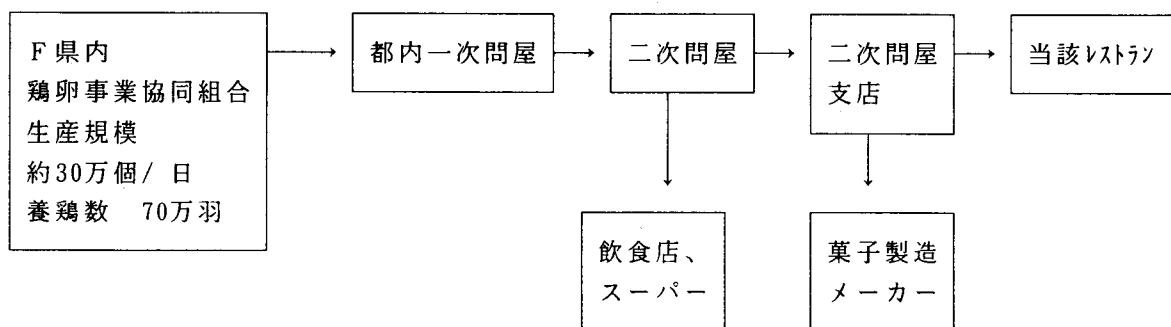 F県内
鶏卵事業協同組合
生産規模
約30万個/ 日
養鶏数　70万羽
都内一次問屋
二次問屋
二次問屋
支店
当該ﾚｽﾄﾗﾝ
飲食店、
スーパー
菓子製造
メーカー